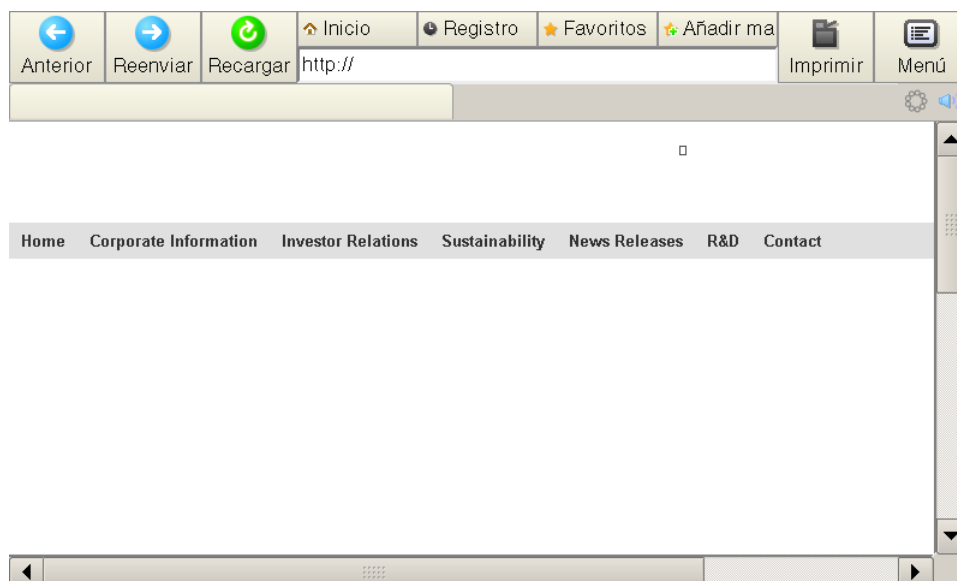 Inicio Registro Favoritos Añadir ma
Anterior Reenviar Recargar http:// Imprimir Menú
Home Corporate Information Investor Relations Sustainability News Releases R&D Contact